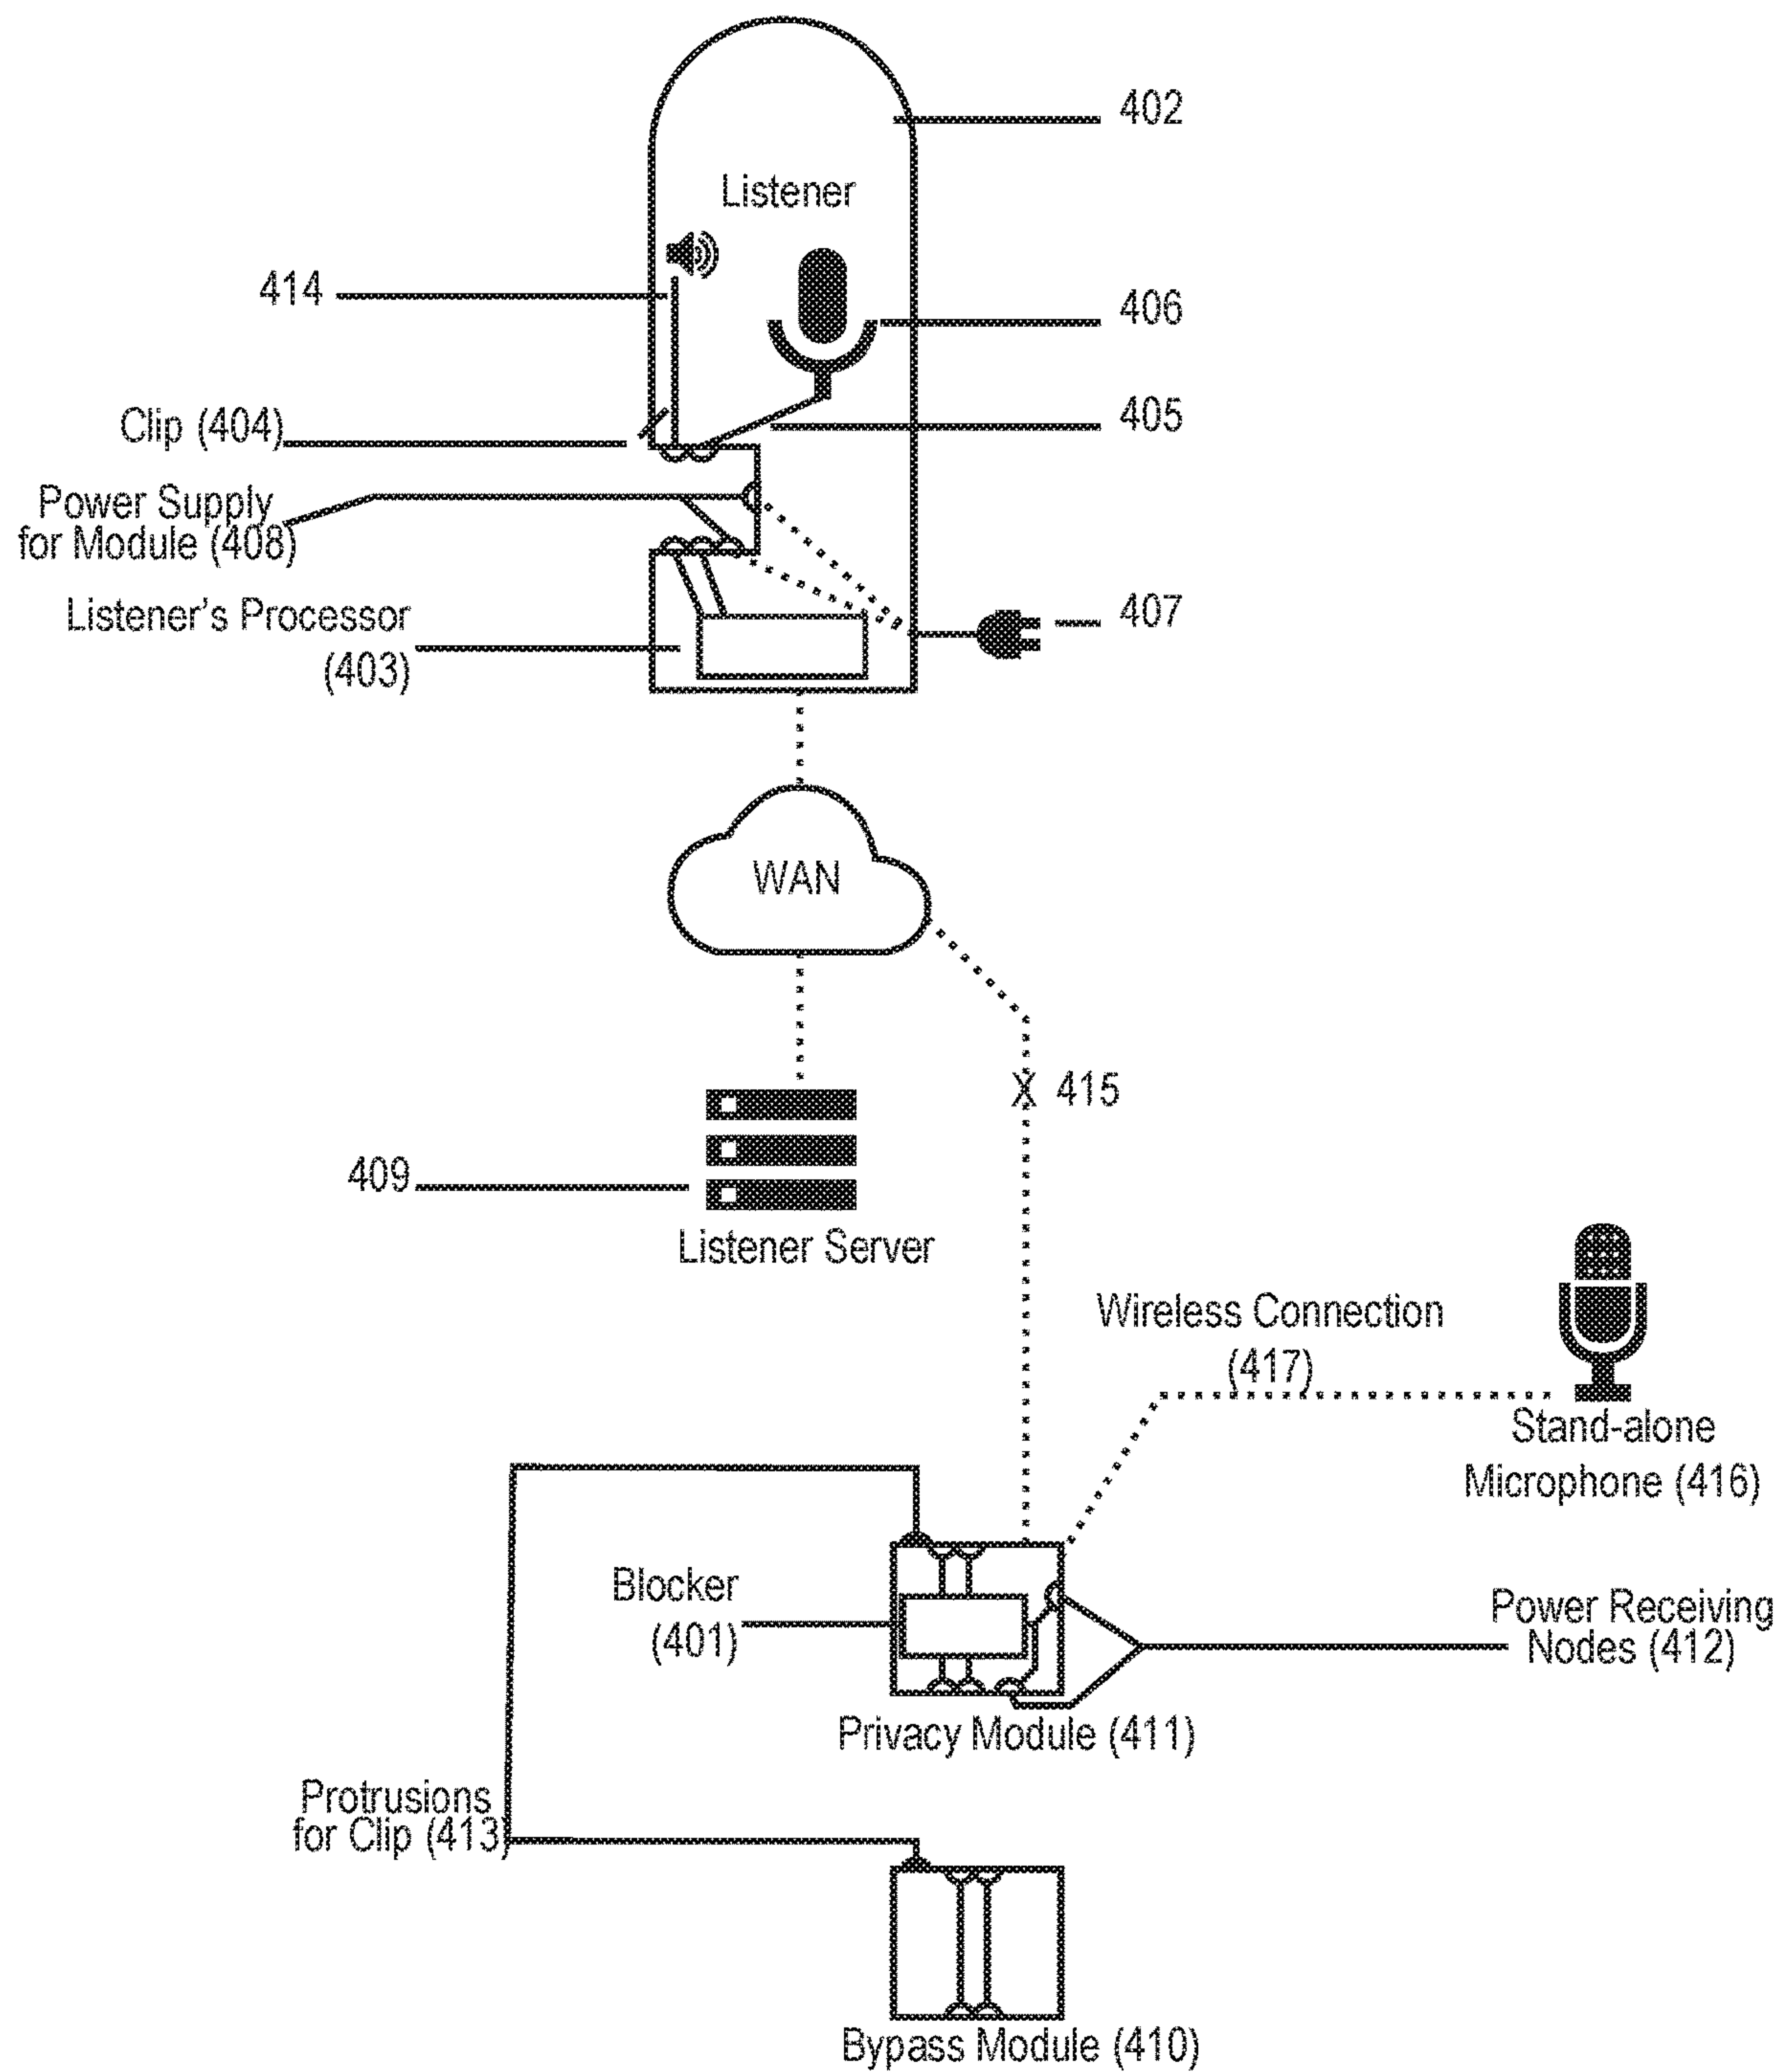 402
Listener
414
406
Clip (404)
405
Power Supply
for Module (408)
Listener's Processor
(403)
407
WAN
X 415
409
Listener Server
Wireless Connection
(417)
Stand-alone
Microphone (416)
Blocker
(401)
Power Receiving
Nodes (412)
Privacy Module (411)
Protrusions
for Clip (413)
Bypass Module (410)